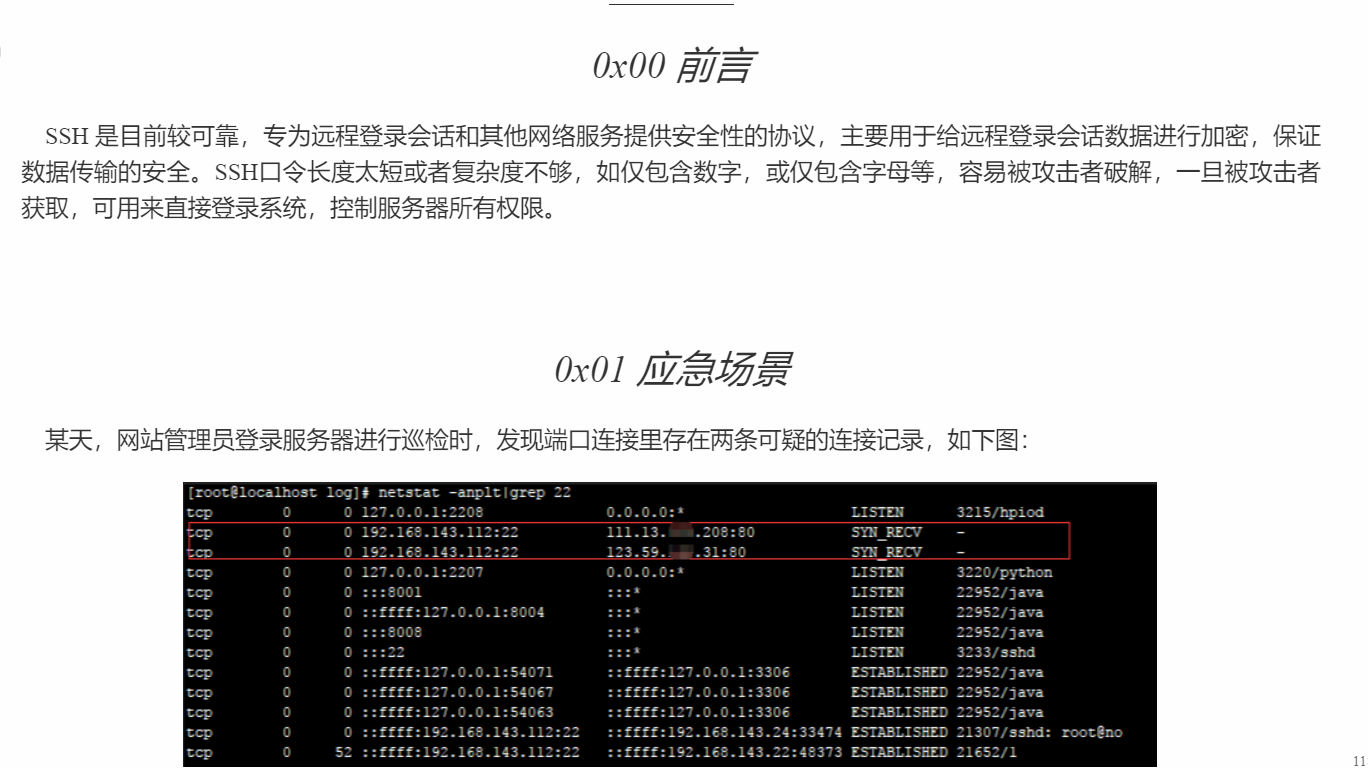 0x00 前言
SSH 是目前较可靠，专为远程登录会话和其他网络服务提供安全性的协议，主要用于给远程登录会话数据进行加密，保证
数据传输的安全。SSH口令长度太短或者复杂度不够，如仅包含数字，或仅包含字母等，容易被攻击者破解，一旦被攻击者
获取，可用来直接登录系统，控制服务器所有权限。
0x01 应急场景
某天，网站管理员登录服务器进行巡检时，发现端口连接里存在两条可疑的连接记录，如下图：
[root@localhost log]# netstat -anplt|grep 22
tcp 0 0 127.0.0.1:2208 0.0.0.0:* LISTEN 3215/hpiod
tcp 0 0 192.168.143.112:22 111.13. .208:80 SYN_RECV -
tcp 0 0 192.168.143.112:22 123.59. .31:80 SYN_RECV -
tcp 0 0 127.0.0.1:2207 0.0.0.0:* LISTEN 3220/python
tcp 0 0 :::8001 :::* LISTEN 22952/java
tcp 0 0 ::ffff:127.0.0.1:8004 :::* LISTEN 22952/java
tcp 0 0 :::8008 :::* LISTEN 22952/java
tcp 0 0 :::22 :::* LISTEN 3233/sshd
tcp 0 0 ::ffff:127.0.0.1:54071 ::ffff:127.0.0.1:3306 ESTABLISHED 22952/java
tcp 0 0 ::ffff:127.0.0.1:54067 ::ffff:127.0.0.1:3306 ESTABLISHED 22952/java
tcp 0 0 ::ffff:127.0.0.1:54063 ::ffff:127.0.0.1:3306 ESTABLISHED 22952/java
tcp 0 0 ::ffff:192.168.143.112:22 ::ffff:192.168.143.24:33474 ESTABLISHED 21307/sshd: root@no
tcp 0 52 ::ffff:192.168.143.112:22 ::ffff:192.168.143.22:48373 ESTABLISHED 21652/1
11